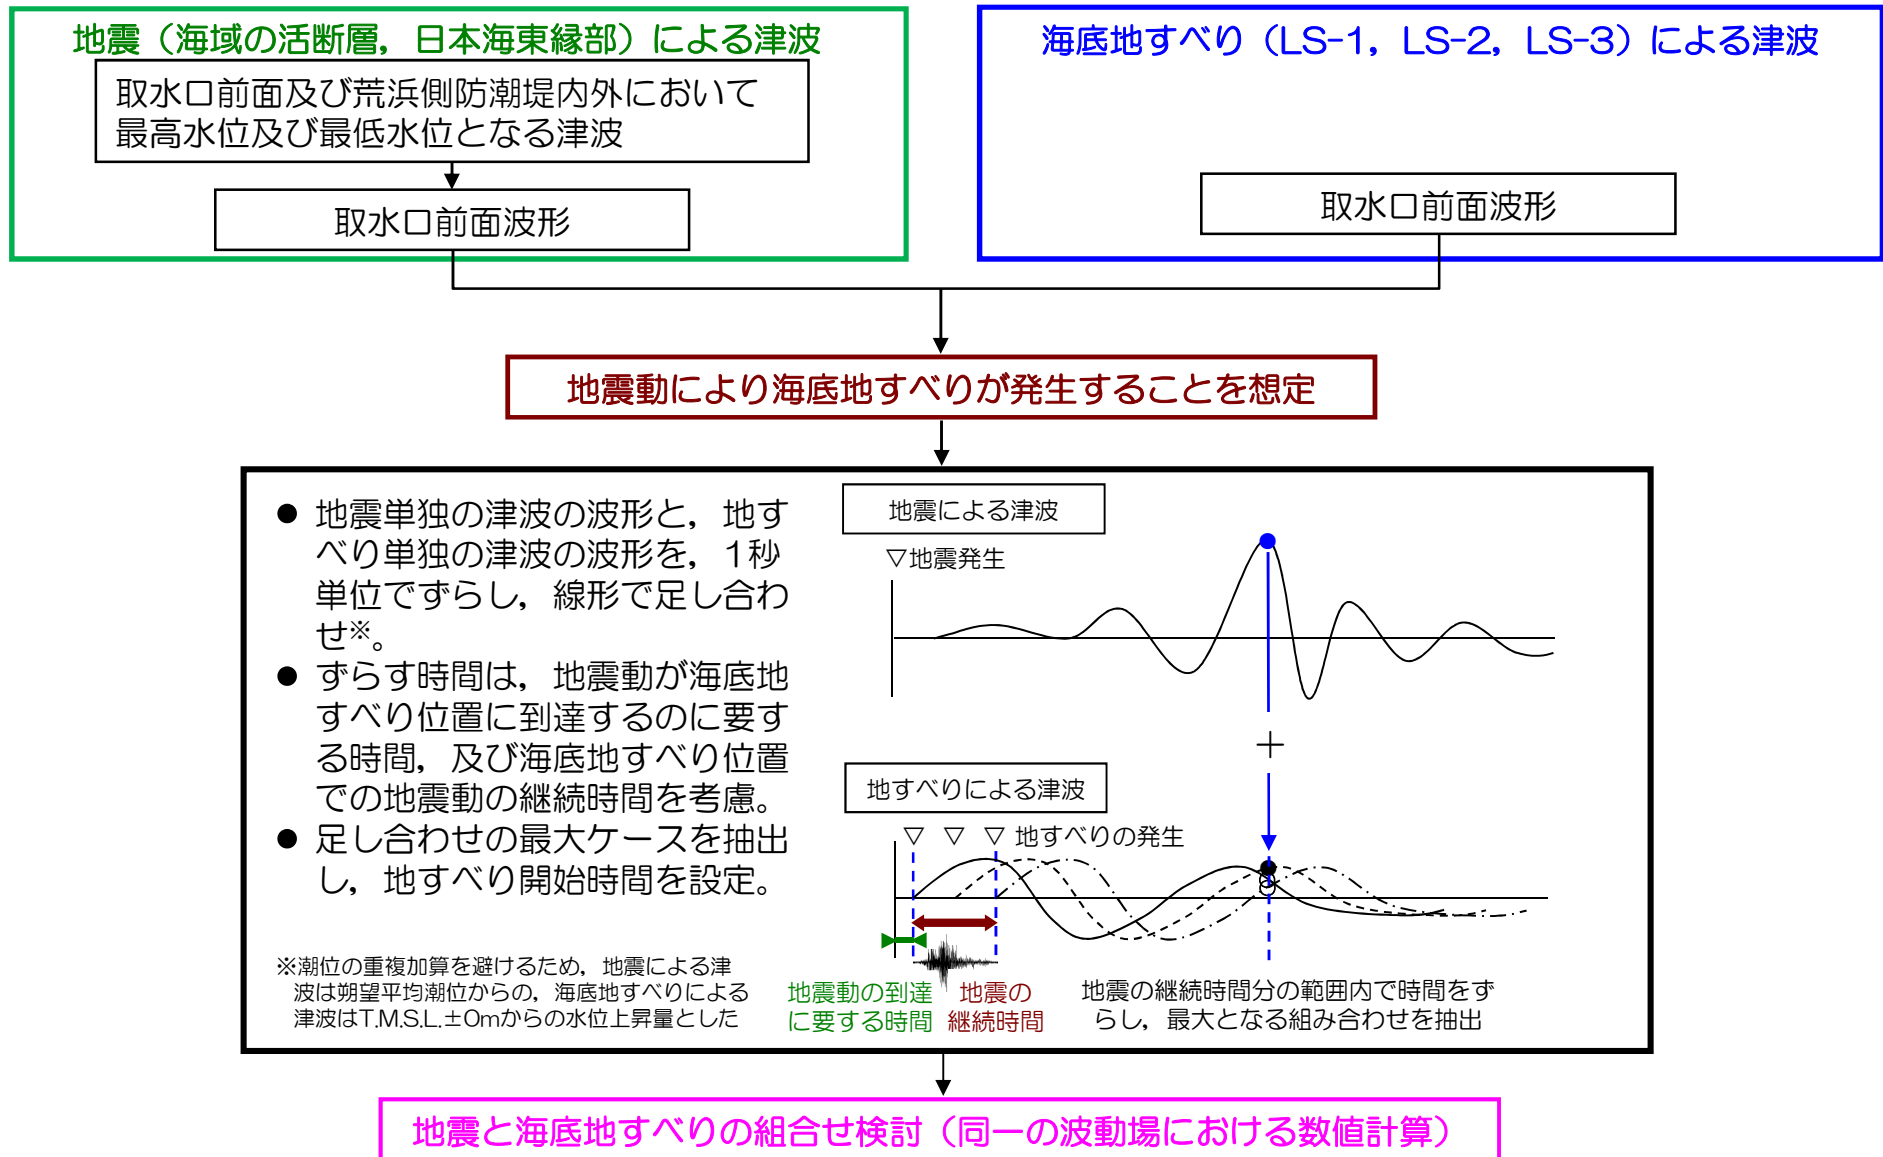 地震（海域の活断層，日本海東縁部）による津波
取水口前面及び荒浜側防潮堤内外において
最高水位及び最低水位となる津波
取水口前面波形
海底地すべり（LS-1，LS-2，LS-3）による津波
取水口前面波形
地震動により海底地すべりが発生することを想定
● 地震単独の津波の波形と，地す
べり単独の津波の波形を，1秒
単位でずらし，線形で足し合わ
せ※。
● ずらす時間は，地震動が海底地
すべり位置に到達するのに要す
る時間，及び海底地すべり位置
での地震動の継続時間を考慮。
● 足し合わせの最大ケースを抽出
し，地すべり開始時間を設定。
※潮位の重複加算を避けるため，地震による津
波は朔望平均潮位からの，海底地すべりによる
津波はT.M.S.L.±0mからの水位上昇量とした
地震による津波
▽地震発生
＋
地すべりによる津波
▽ ▽ ▽ 地すべりの発生
地震動の到達
に要する時間
地震の
継続時間
地震の継続時間分の範囲内で時間をず
らし，最大となる組み合わせを抽出
地震と海底地すべりの組合せ検討（同一の波動場における数値計算）